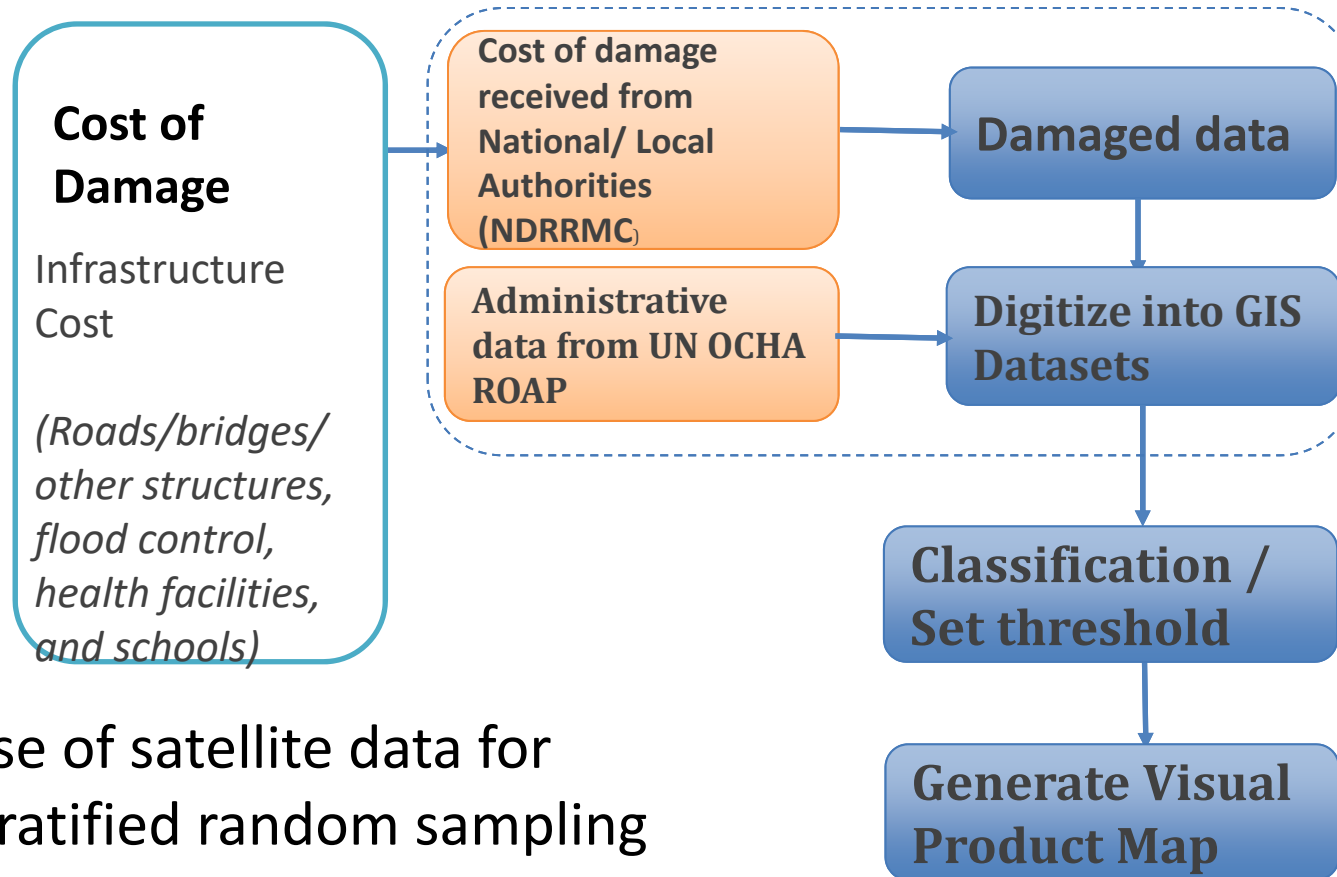 Cost of
Damage
Infrastructure
Cost
(Roads/bridges/
other structures,
flood control,
health facilities,
and schools)
Cost of damage
received from
National/ Local
Authorities
(NDRRMC)
Damaged data
Administrative
data from UN OCHA
ROAP
Digitize into GIS
Datasets
Classification /
Set threshold
Generate Visual
Product Map
se of satellite data for
ratified random sampling